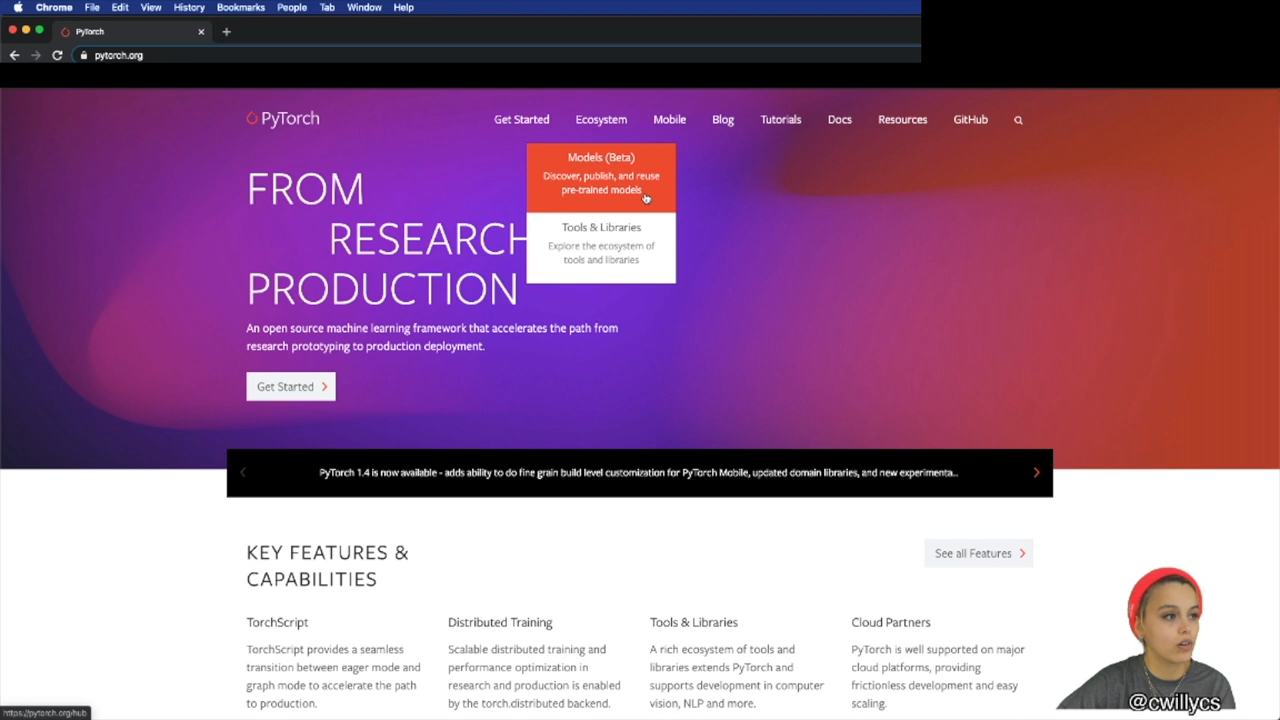 Chrome File Edit View History Bookmarks People Tab Window Help
PyTorch
pytorch.org
PyTorch
Get Started Ecosystem Mobile Blog Tutorials Docs Resources GitHub
Models (Beta)
Discover, publish, and reuse
pre-trained models
Tools & Libraries
Explore the ecosystem of
tools and libraries
FROM
RESEARCH
PRODUCTION
An open source machine learning framework that accelerates the path from
research prototyping to production deployment.
Get Started
PyTorch 1.4 is now available - adds ability to do fine grain build level customization for PyTorch Mobile, updated domain libraries, and new experimenta...
KEY FEATURES &
CAPABILITIES
See all Features
TorchScript
TorchScript provides a seamless
transition between eager mode and
graph mode to accelerate the path
to production.
Distributed Training
Scalable distributed training and
performance optimization in
research and production is enabled
by the torch.distributed backend.
Tools & Libraries
A rich ecosystem of tools and
libraries extends PyTorch and
supports development in computer
vision, NLP and more.
Cloud Partners
PyTorch is well supported on major
cloud platforms, providing
frictionless development and easy
scaling.
https://pytorch.org/hub
@cwillycs